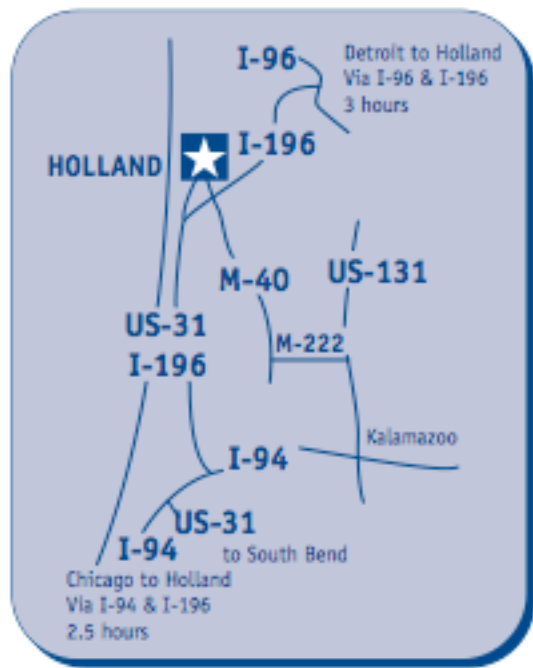 I-96
Detroit to Holland
Via I-96 & I-196
3 hours
I-196
HOLLAND
M-40
US-131
US-31
I-196
M-222
Kalamazoo
I-94
US-31
to South Bend
I-94
Chicago to Holland
Via I-94 & I-196
2.5 hours